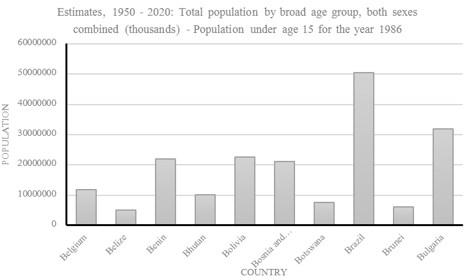 Estimates, 1950 - 2020: Total population by broad age group, both sexes
combined (thousands) - Population under age 15 for the year 1986
60000000
50000000
40000000
30000000
20000000
10000000
0
POPULATION
Belgium
Belize
Benin
Bhutan
Bolivia
Bosnia and…
Botswana
Brazil
Brunei
Bulgaria
COUNTRY